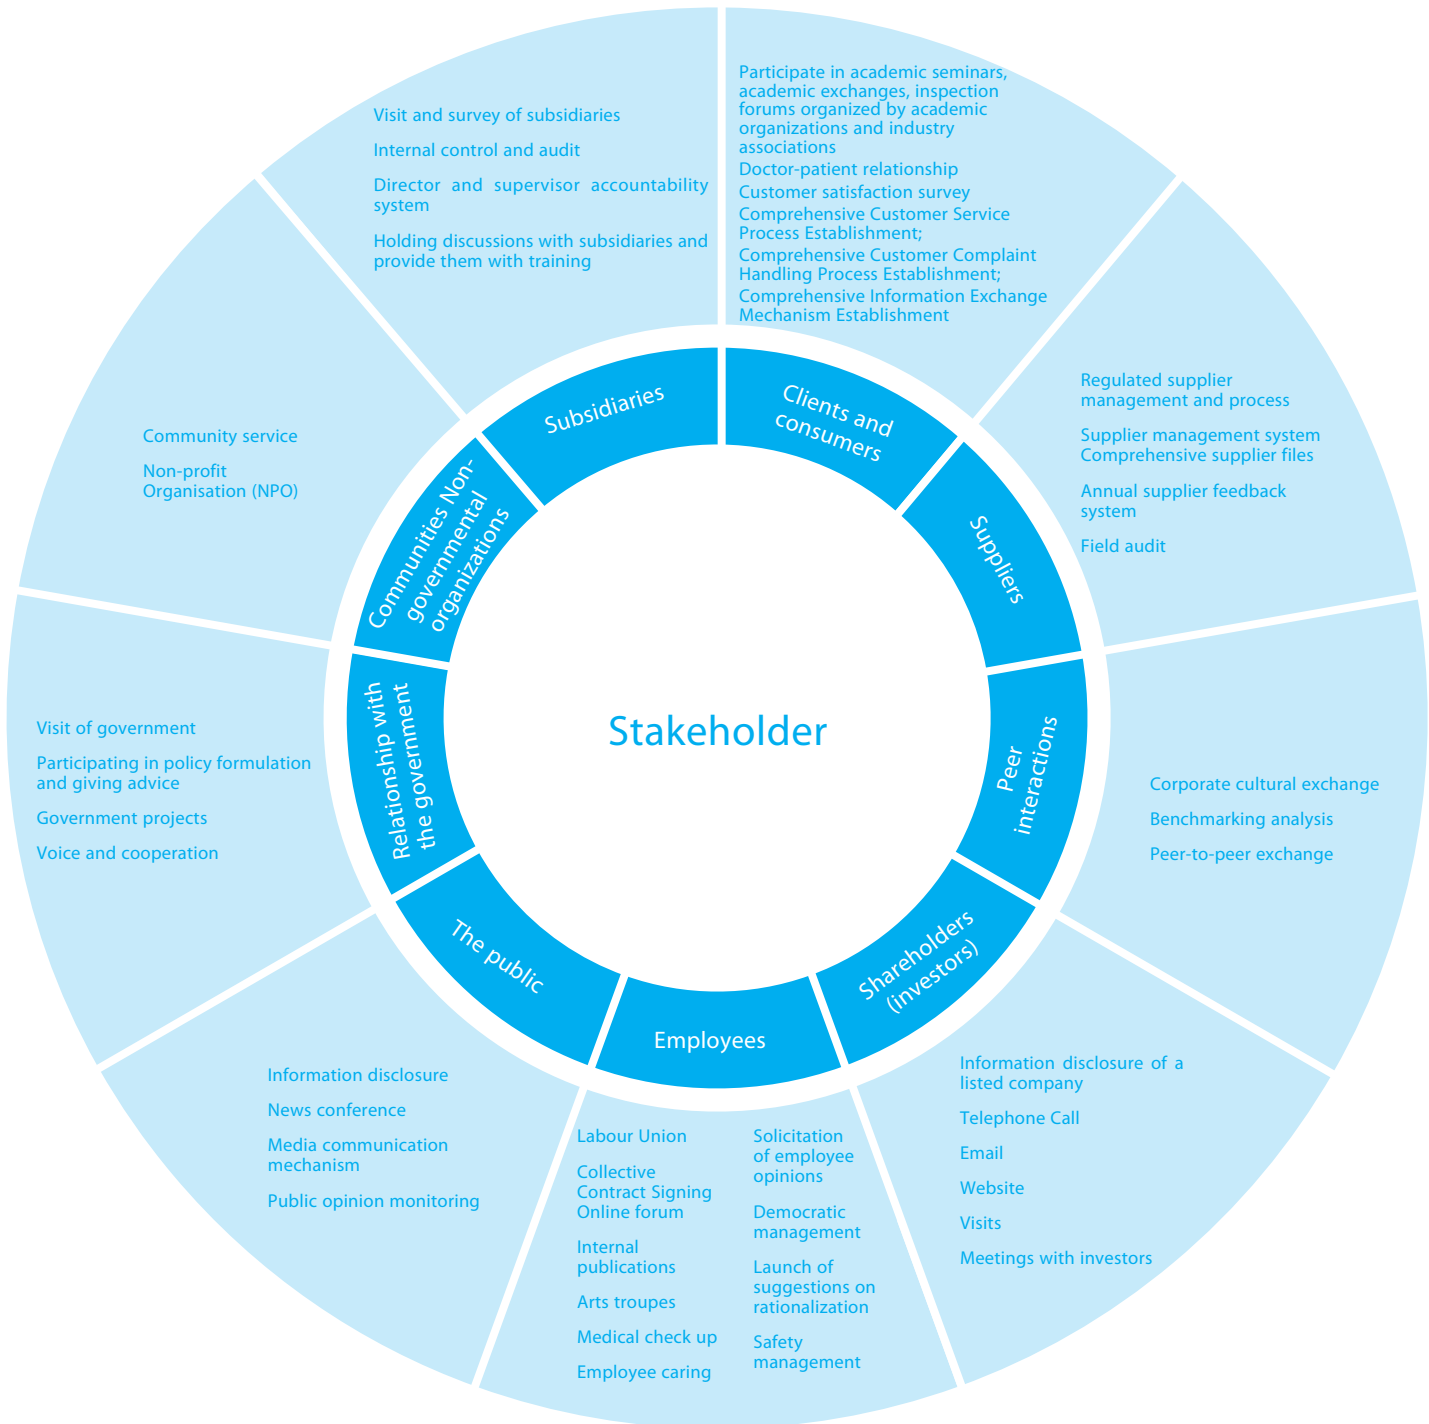 Participate in academic seminars,
academic exchanges, inspection
forums organized by academic
organizations and industry
associations
Doctor-patient relationship
Customer satisfaction survey
Comprehensive Customer Service
Process Establishment;
Comprehensive Customer Complaint
Handling Process Establishment;
Comprehensive Information Exchange
Mechanism Establishment
Clients and
consumers
Regulated supplier
management and process
Supplier management system
Comprehensive supplier files
Annual supplier feedback
system
Field audit
Suppliers
Corporate cultural exchange
Benchmarking analysis
Peer-to-peer exchange
Peer
interactions
Information disclosure of a
listed company
Telephone Call
Email
Website
Visits
Meetings with investors
Shareholders
(investors)
Labour Union
Collective
Contract Signing
Online forum
Internal
publications
Arts troupes
Medical check up
Employee caring
Solicitation
of employee
opinions
Democratic
management
Launch of
suggestions on
rationalization
Safety
management
Employees
Information disclosure
News conference
Media communication
mechanism
Public opinion monitoring
The public
Visit of government
Participating in policy formulation
and giving advice
Government projects
Voice and cooperation
Relationship with
the government
Community service
Non-profit
Organisation (NPO)
Communities Non-
governmental
organizations
Visit and survey of subsidiaries
Internal control and audit
Director and supervisor accountability
system
Holding discussions with subsidiaries and
provide them with training
Subsidiaries
Stakeholder